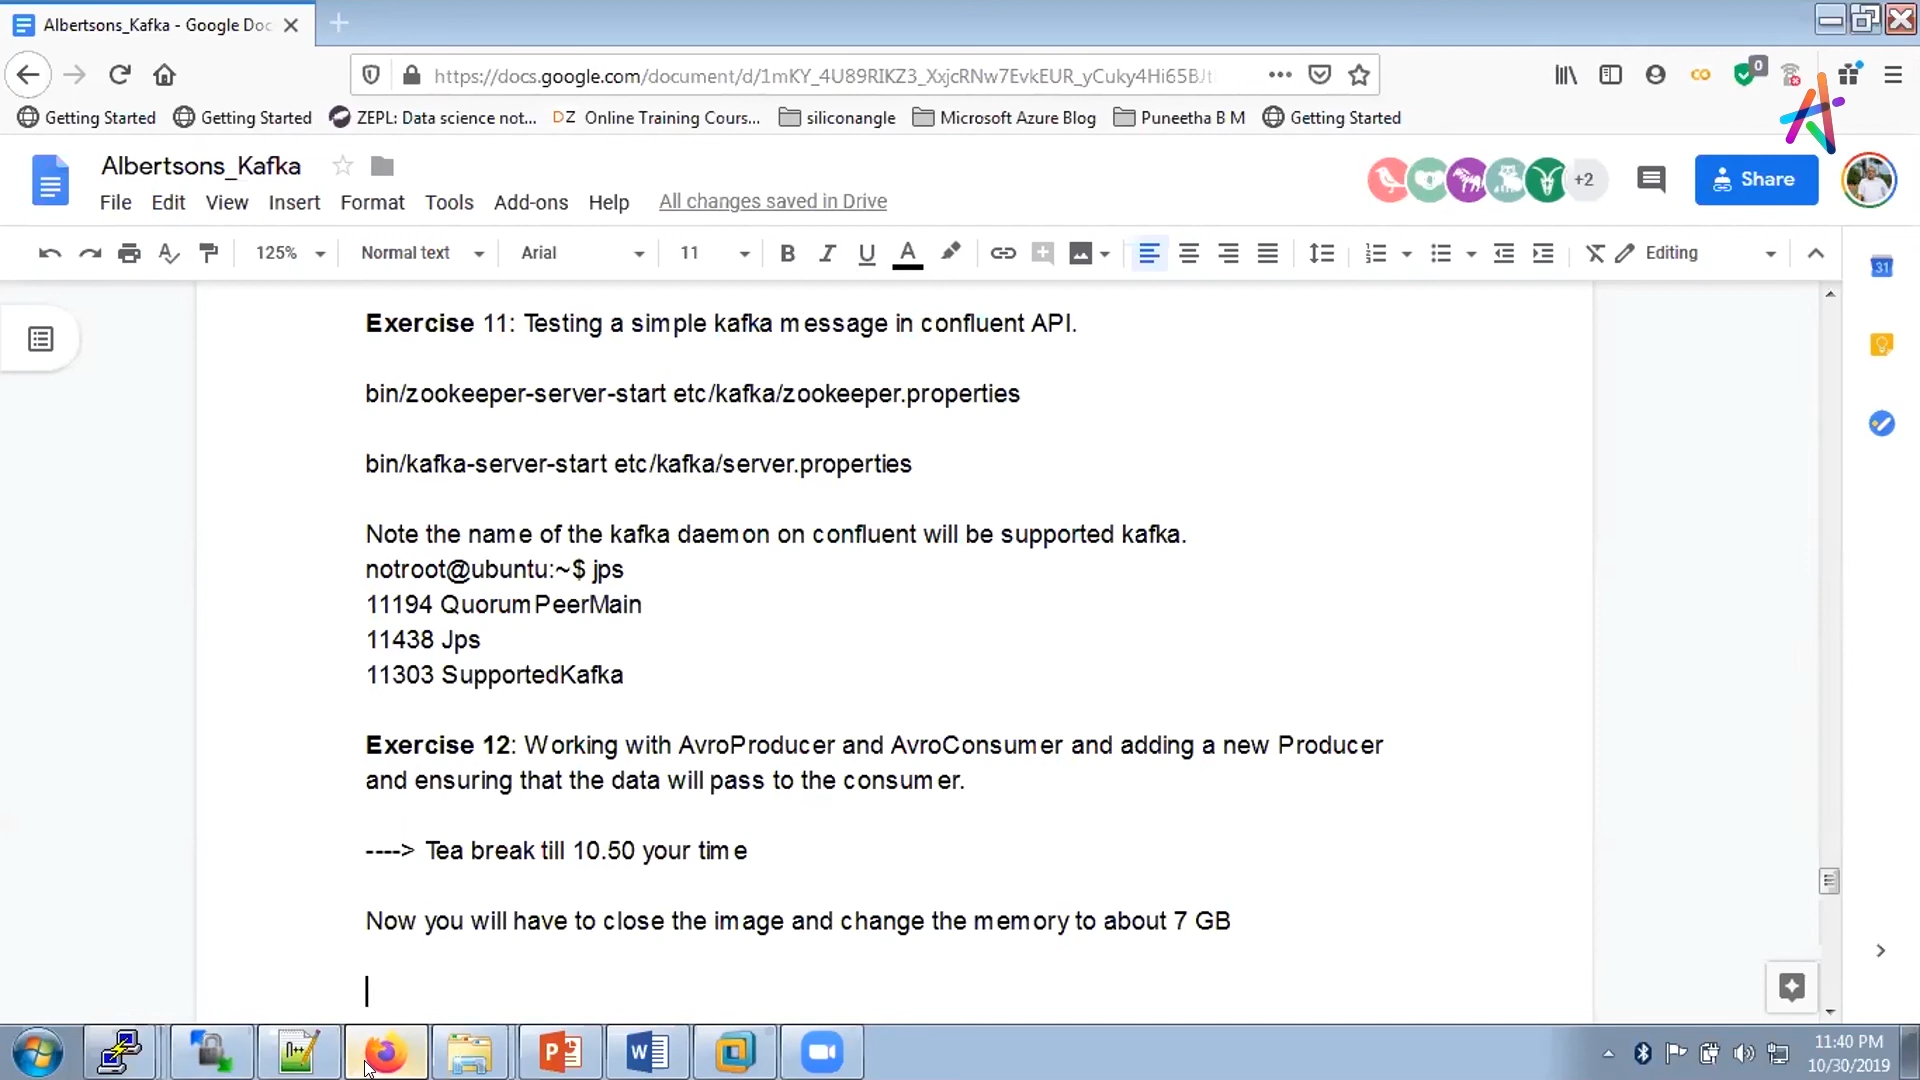 Albertsons_Kafka - Google Doc
https://docs.google.com/document/d/1mKY_4U89RIKZ3_XxjcRNw7EvkEUR_yCuky4Hi65BJt
0
Getting Started
Getting Started
ZEPL: Data science not...
DZ Online Training Cours...
siliconangle
Microsoft Azure Blog
Puneetha B M
Getting Started
Albertsons_Kafka
+2
Share
File Edit View Insert Format Tools Add-ons Help All changes saved in Drive
125% Normal text Arial 11 B I U A Editing
31
Exercise 11: Testing a simple kafka message in confluent API.
bin/zookeeper-server-start etc/kafka/zookeeper.properties
bin/kafka-server-start etc/kafka/server.properties
Note the name of the kafka daemon on confluent will be supported kafka.
notroot@ubuntu:~$ jps
11194 QuorumPeerMain
11438 Jps
11303 SupportedKafka
Exercise 12: Working with AvroProducer and AvroConsumer and adding a new Producer
and ensuring that the data will pass to the consumer.
----> Tea break till 10.50 your time
Now you will have to close the image and change the memory to about 7 GB
11:40 PM
10/30/2019